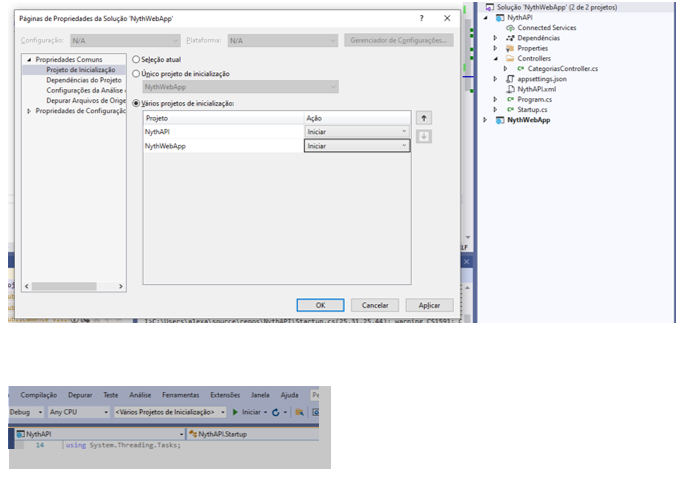 Páginas de Propriedades da Solução 'NythWebApp'
? ×
Configuração: N/A Plataforma: N/A Gerenciador de Configurações...
Propriedades Comuns
Projeto de Inicialização
Dependências do Projeto
Configurações da Análise
Depurar Arquivos de Orige
Propriedades de Configuração
Seleção atual
Único projeto de inicialização
NythWebApp
Vários projetos de inicialização:
Projeto Ação
NythAPI Iniciar
NythWebApp Iniciar
OK Cancelar Aplicar
LF
1>C:\Users\alexa\source\repos\NythAPI\Startup.cs(25,31,25,44): warning CS1591: C
Solução 'NythWebApp' (2 de 2 projetos)
NythAPI
Connected Services
Dependências
Properties
Controllers
C# CategoriasController.cs
appsettings.json
NythAPI.xml
C# Program.cs
C# Startup.cs
NythWebApp
Compilação Depurar Teste Análise Ferramentas Extensões Janela Ajuda Pe
Debug Any CPU <Vários Projetos de Inicialização> Iniciar
NythAPI NythAPI.Startup
14 using System.Threading.Tasks;